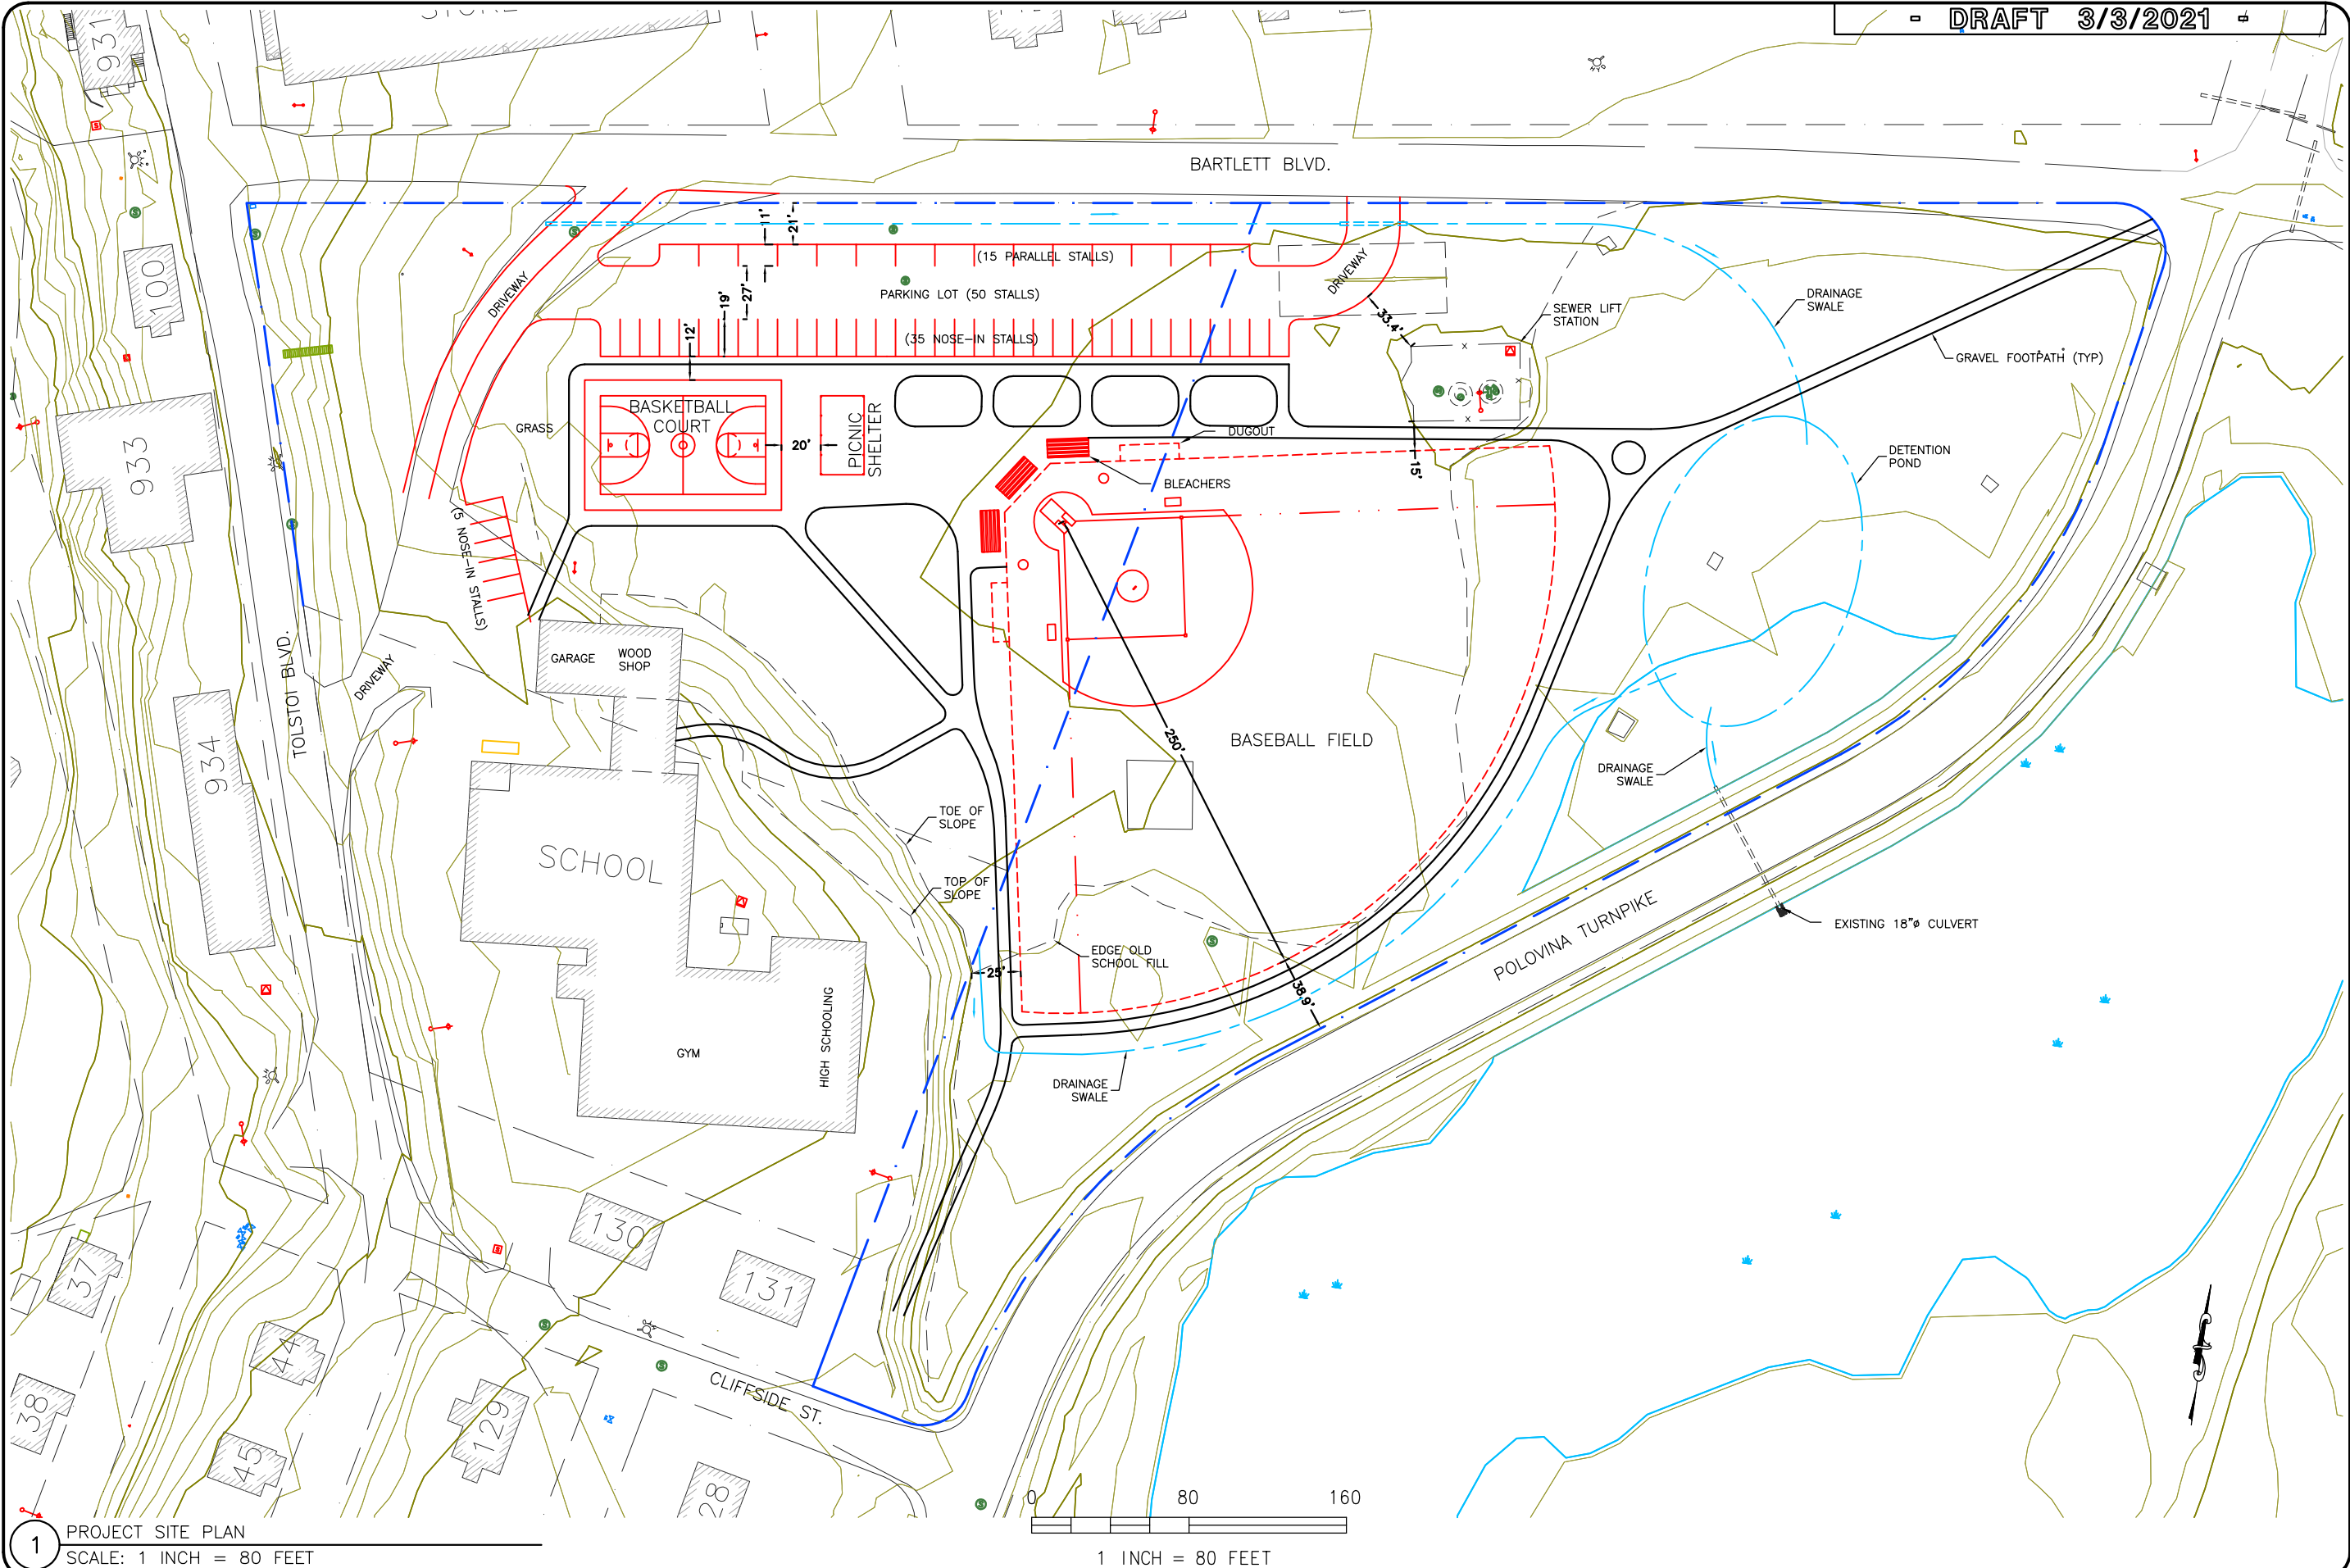 - DRAFT 3/3/2021 -
931
BARTLETT BLVD.
1'
21'
(15 PARALLEL STALLS)
DRIVEWAY
DRIVEWAY
100
PARKING LOT (50 STALLS)
27'
19'
12'
(35 NOSE-IN STALLS)
33.4'
SEWER LIFT
STATION
DRAINAGE
SWALE
GRAVEL FOOTPATH (TYP)
BASKETBALL
COURT
GRASS
20'
PICNIC
SHELTER
DUGOUT
BLEACHERS
15'
DETENTION
POND
933
(5 NOSE-IN STALLS)
TOLSTOI BLVD.
DRIVEWAY
GARAGE
WOOD
SHOP
934
250'
BASEBALL FIELD
DRAINAGE
SWALE
TOE OF
SLOPE
SCHOOL
TOP OF
SLOPE
POLOVINA TURNPIKE
EXISTING 18"ø CULVERT
EDGE OLD
SCHOOL FILL
25'
38.9'
HIGH SCHOOLING
GYM
DRAINAGE
SWALE
130
131
37
44
38
129
45
CLIFFSIDE ST.
28
0 80 160
1 INCH = 80 FEET
1
PROJECT SITE PLAN
SCALE: 1 INCH = 80 FEET